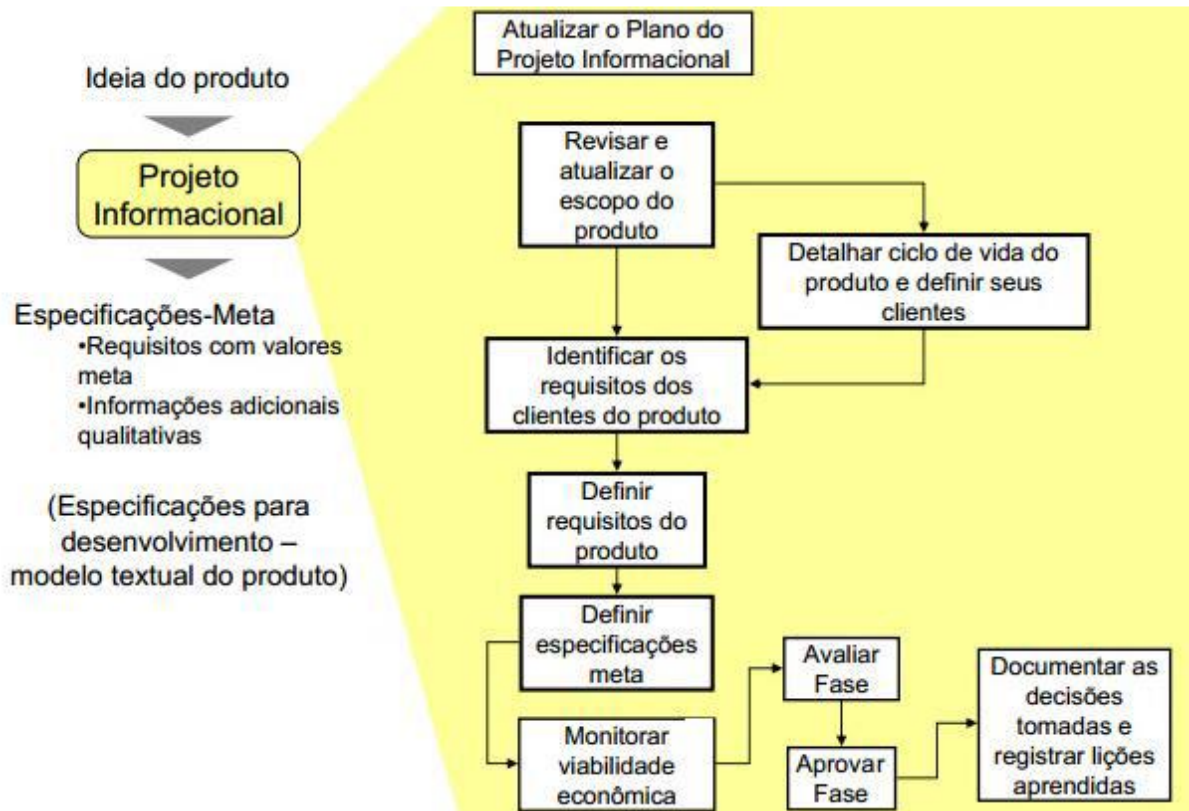 Ideia do produto
Projeto
Informacional
Especificações-Meta
•Requisitos com valores
meta
•Informações adicionais
qualitativas
(Especificações para
desenvolvimento –
modelo textual do produto)
Atualizar o Plano do
Projeto Informacional
Revisar e
atualizar o
escopo do
produto
Detalhar ciclo de vida do
produto e definir seus
clientes
Identificar os
requisitos dos
clientes do produto
Definir
requisitos do
produto
Definir
especificações
meta
Monitorar
viabilidade
econômica
Avaliar
Fase
Aprovar
Fase
Documentar as
decisões
tomadas e
registrar lições
aprendidas